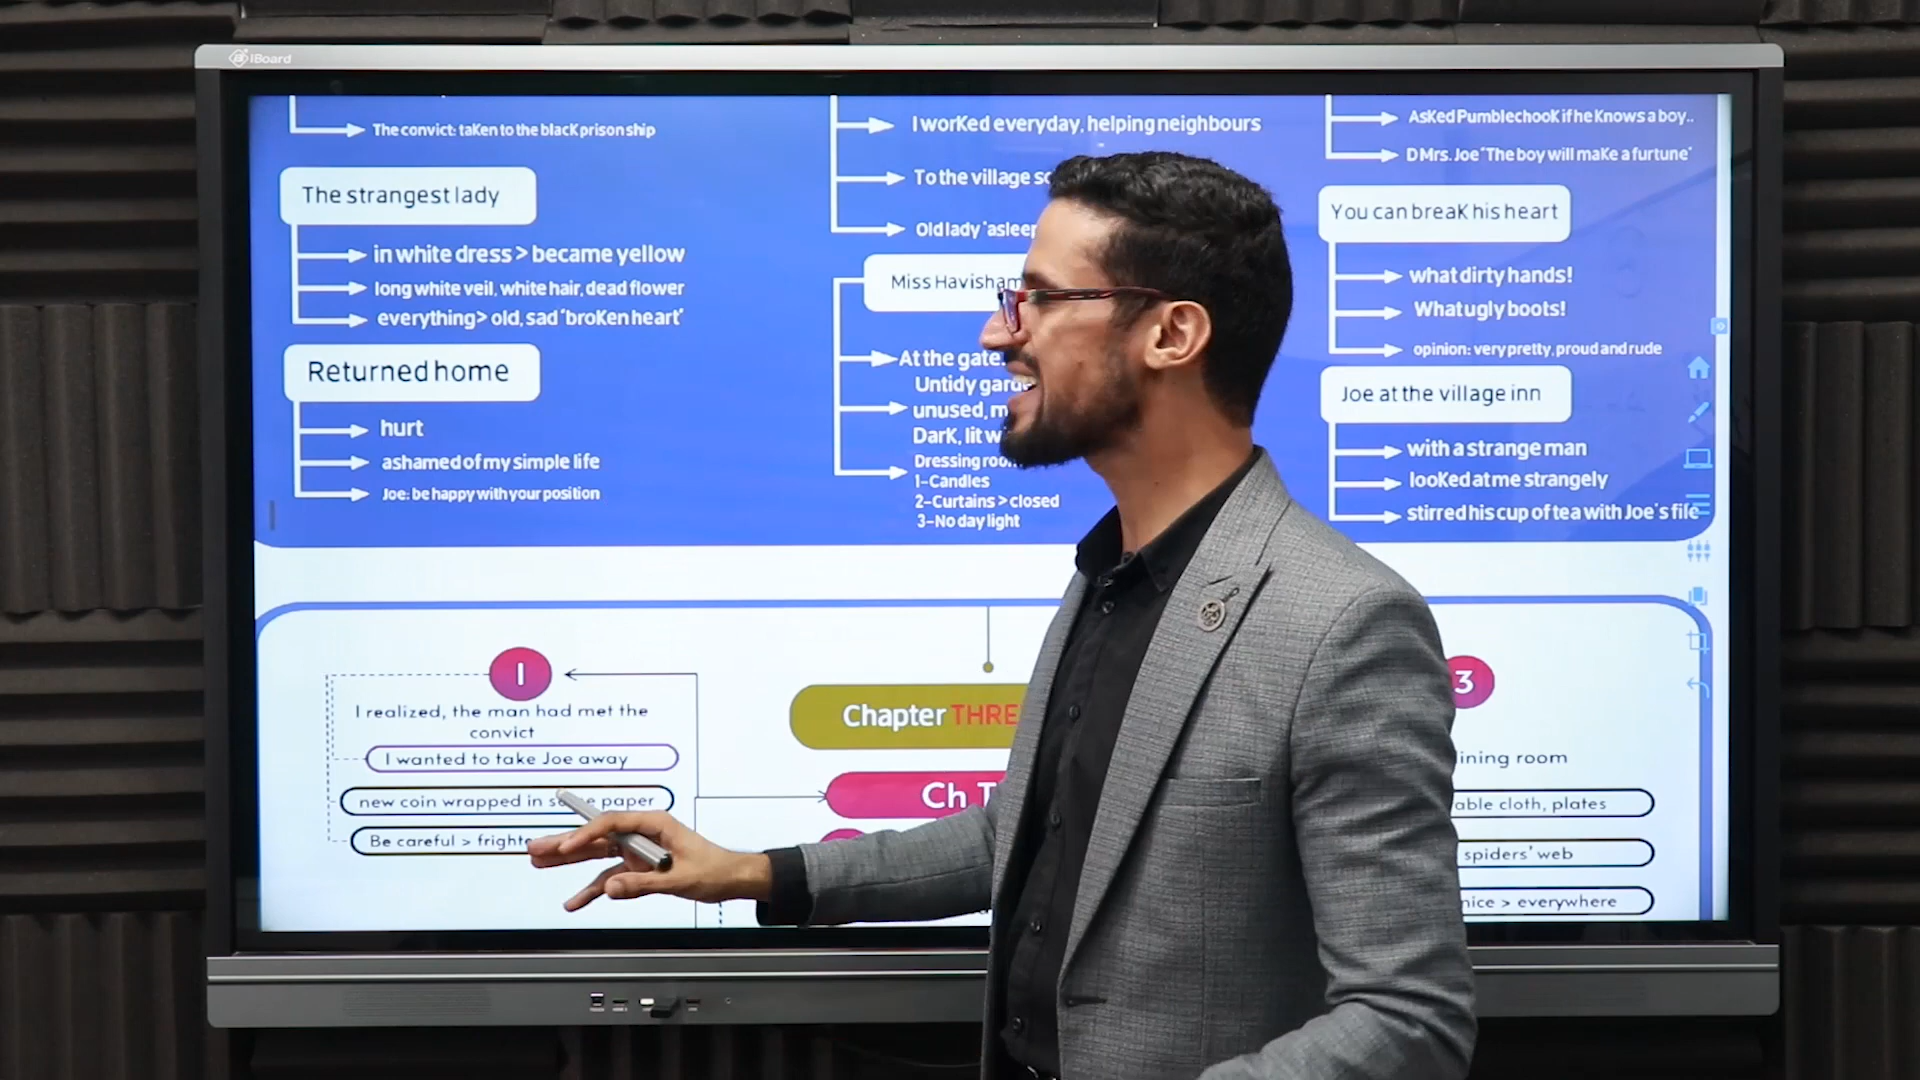 iBoard
The convict: taken to the black prison ship
The strangest lady
in white dress > became yellow
long white veil, white hair, dead flower
everything> old, sad "broken heart"
Returned home
hurt
ashamed of my simple life
Joe: be happy with your position
I worked everyday, helping neighbours
To the village
Old lady "asleep
Miss Havisham
At the gate.
Untidy
unused,
Dark, lit
Dressing
1-Candles
2-Curtains > closed
3-No day light
Asked Pumblechook if he knows a boy..
DMrs. Joe "The boy will make a furtune"
You can break his heart
what dirty hands!
What ugly boots!
opinion: very pretty, proud and rude
Joe at the village inn
with a strange man
looked at me strangely
stirred his cup of tea with Joe's file
1
I realized, the man had met the
convict
I wanted to take Joe away
new coin wrapped in paper
Be careful >
Chapter
Ch
3
room
cloth, plates
spiders' web
> everywhere